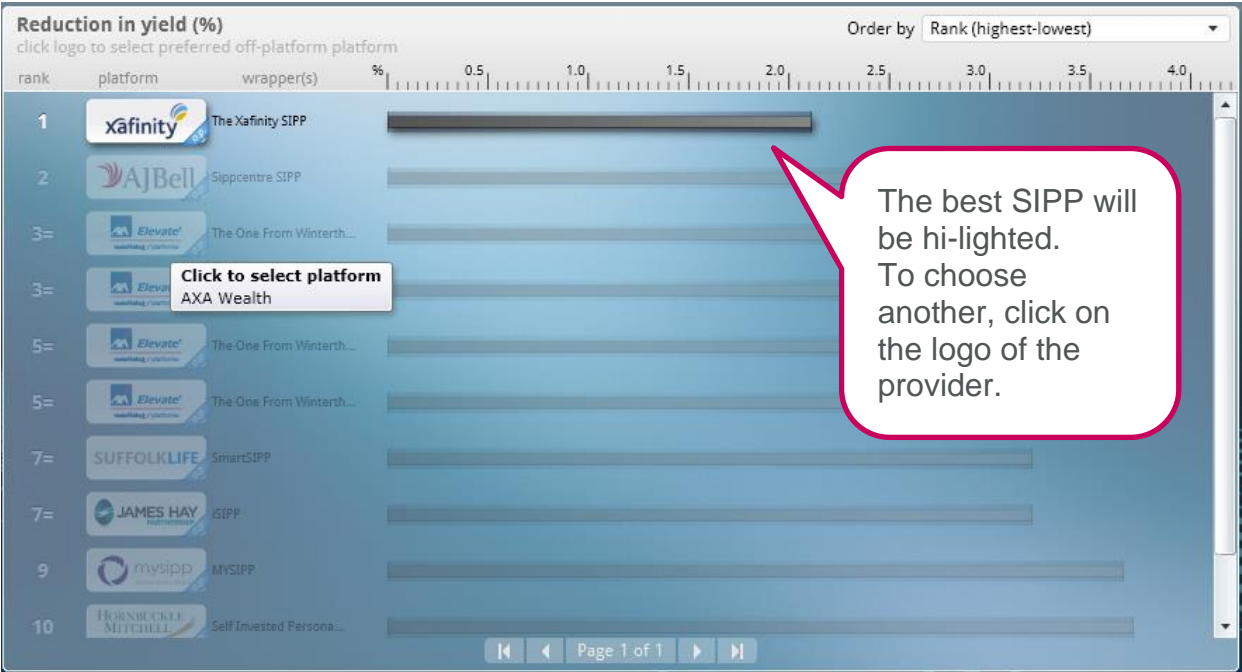 Reduction in yield (%)
Order by Rank (highest-lowest)
click logo to select preferred off-platform platform
rank platform wrapper(s) % 0.5 1.0 1.5 2.0 2.5 3.0 3.5 4.0
1 xafinity o.p. The Xafinity SIPP
2 AJBell Sippcentre SIPP
3= Elevate The One From Winterth...
3= Eleva
Click to select platform
AXA Wealth
5= Elevate The One From Winterth...
5= Elevate The One From Winterth...
7= SUFFOLKLIFE SmartSIPP
7= JAMES HAY PARTNERSHIP iSIPP
9 mysipp MYSIPP
10 HORNBUCKLE MITCHELL Self Invested Persona...
The best SIPP will
be hi-lighted.
To choose
another, click on
the logo of the
provider.
Page 1 of 1